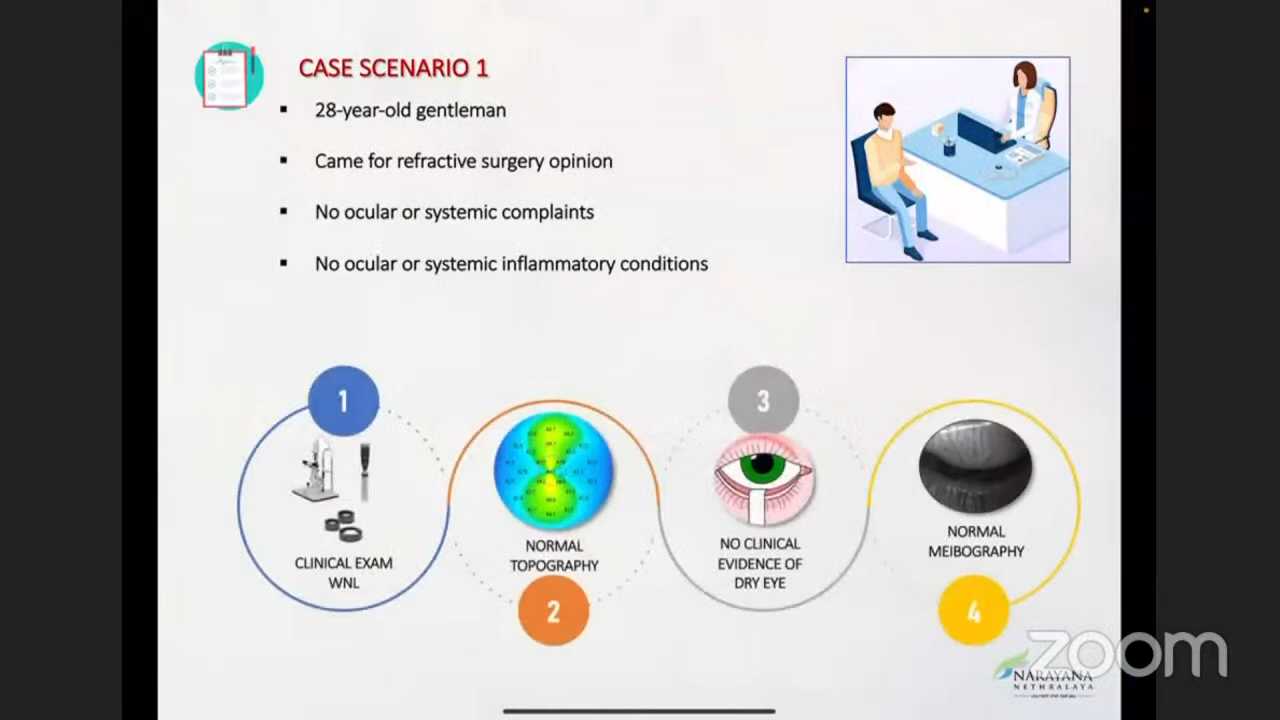 CASE SCENARIO 1
▪ 28-year-old gentleman
▪ Came for refractive surgery opinion
▪ No ocular or systemic complaints
▪ No ocular or systemic inflammatory conditions
1
CLINICAL EXAM
WNL
NORMAL
TOPOGRAPHY
2
3
NO CLINICAL
EVIDENCE OF
DRY EYE
NORMAL
MEIBOGRAPHY
4
zoom
NARAYANA
NETHRALAYA